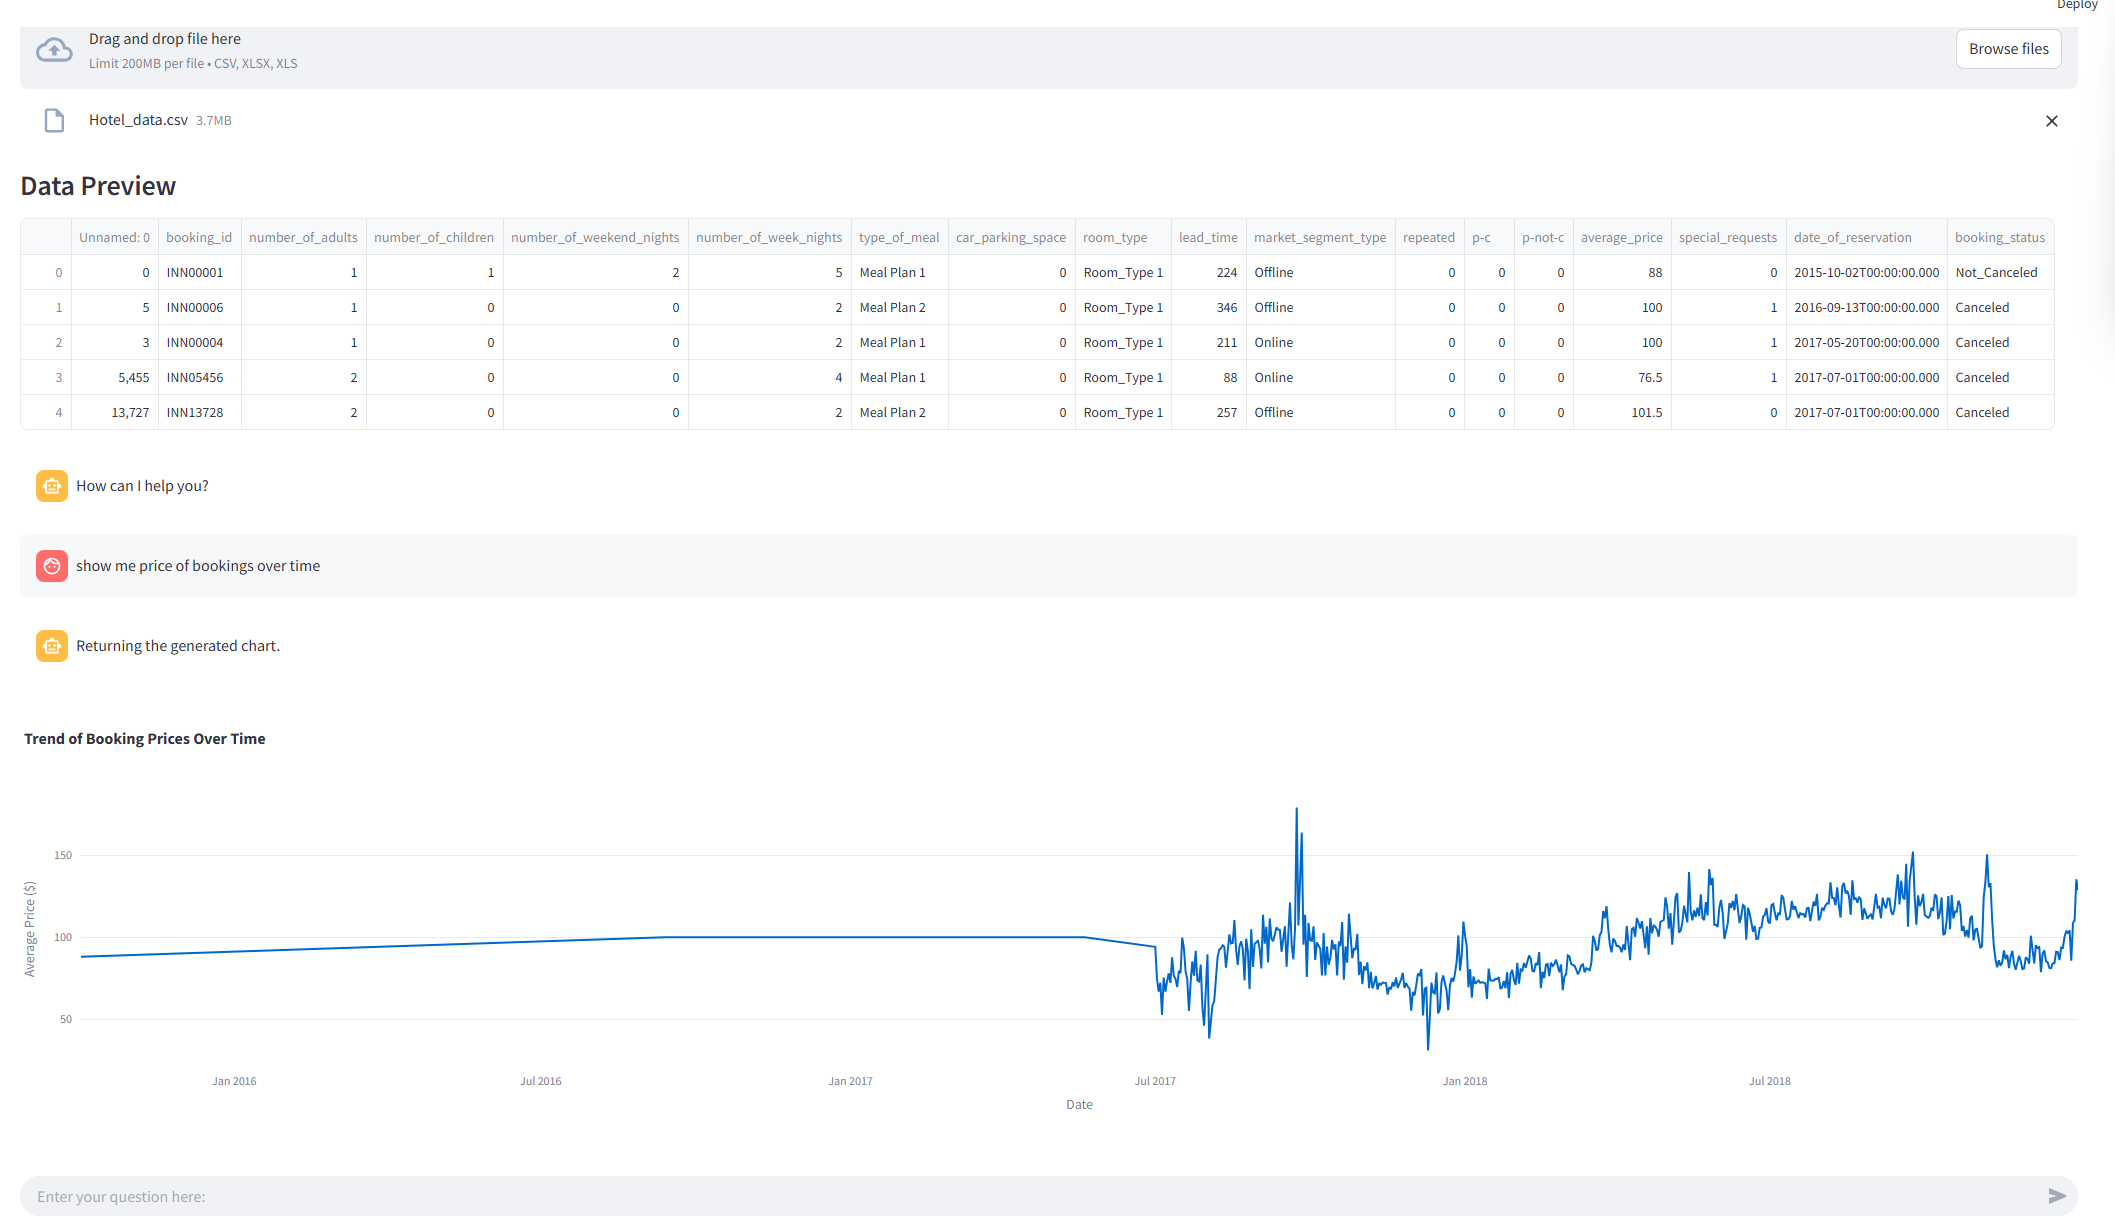 Deploy
Drag and drop file here
Limit 200MB per file • CSV, XLSX, XLS
Browse files
Hotel_data.csv 3.7MB
Data Preview
Unnamed: 0 booking_id number_of_adults number_of_children number_of_weekend_nights number_of_week_nights type_of_meal car_parking_space room_type lead_time market_segment_type repeated p-c p-not-c average_price special_requests date_of_reservation booking_status
0 0 INN00001 1 1 2 5 Meal Plan 1 0 Room_Type 1 224 Offline 0 0 0 88 0 2015-10-02T00:00:00.000 Not_Canceled
1 5 INN00006 1 0 0 2 Meal Plan 2 0 Room_Type 1 346 Offline 0 0 0 100 1 2016-09-13T00:00:00.000 Canceled
2 3 INN00004 1 0 0 2 Meal Plan 1 0 Room_Type 1 211 Online 0 0 0 100 1 2017-05-20T00:00:00.000 Canceled
3 5,455 INN05456 2 0 0 4 Meal Plan 1 0 Room_Type 1 88 Online 0 0 0 76.5 1 2017-07-01T00:00:00.000 Canceled
4 13,727 INN13728 2 0 0 2 Meal Plan 2 0 Room_Type 1 257 Offline 0 0 0 101.5 0 2017-07-01T00:00:00.000 Canceled
How can I help you?
show me price of bookings over time
Returning the generated chart.
Trend of Booking Prices Over Time
Average Price ($)
150
100
50
Jan 2016 Jul 2016 Jan 2017 Jul 2017 Jan 2018 Jul 2018
Date
Enter your question here: